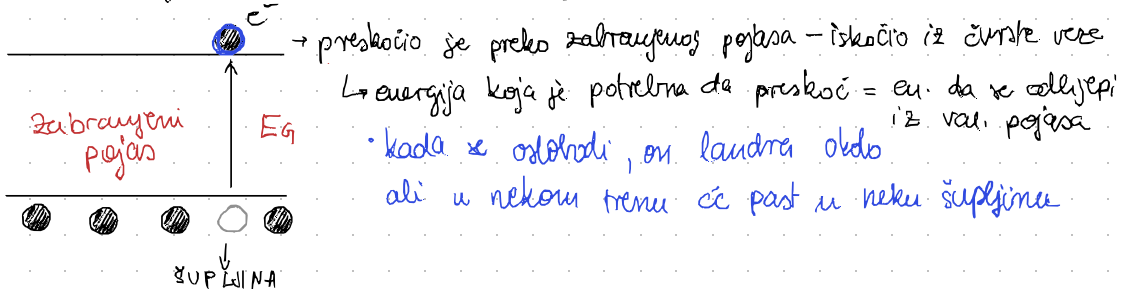 e⁻
→ preskočio je preko zabranjenog pojasa – iskočio iz čvrste veze
↳ energija koja je potrebna da preskoč = en. da se odlijepi
iz val. pojasa
zabranjeni
pojas
EG
• kada se oslobodi, on landra okolo
ali u nekom trenu će past u neku šupljinu
ŠUPLJINA